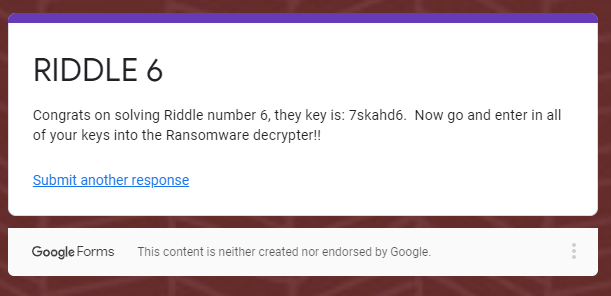 RIDDLE 6
Congrats on solving Riddle number 6, they key is: 7skahd6.  Now go and enter in all
of your keys into the Ransomware decrypter!!
Submit another response
Google Forms This content is neither created nor endorsed by Google.